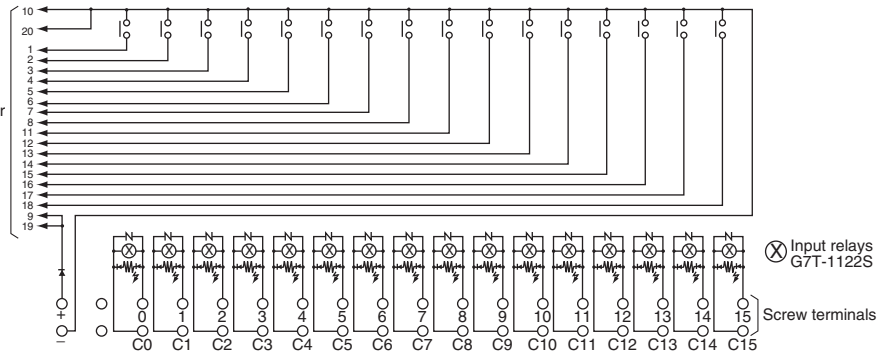 10
20
1
2
3
4
5
r
6
7
8
11
12
13
14
15
16
17
18
9
19
N N N N N N N N N N N N N N N N
Input relays
G7T-1122S
+ 0 1 2 3 4 5 6 7 8 9 10 11 12 13 14 15
Screw terminals
− C0 C1 C2 C3 C4 C5 C6 C7 C8 C9 C10 C11 C12 C13 C14 C15